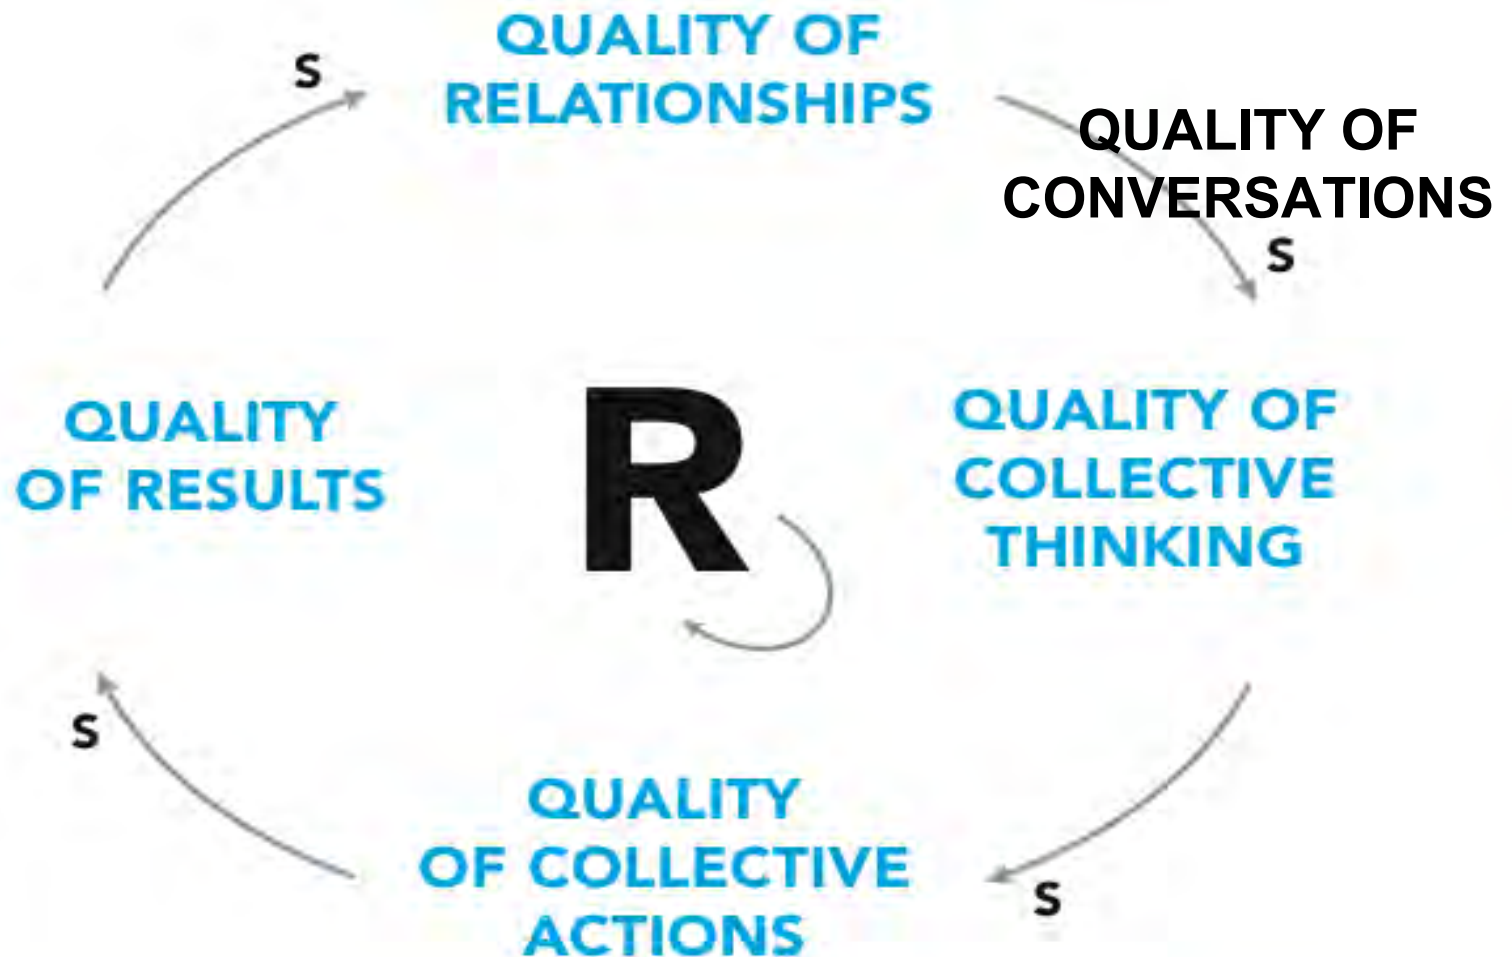 QUALITY OF
RELATIONSHIPS
S
QUALITY OF
CONVERSATIONS
S
QUALITY
OF RESULTS
R
QUALITY OF
COLLECTIVE
THINKING
S
QUALITY
OF COLLECTIVE
ACTIONS
S